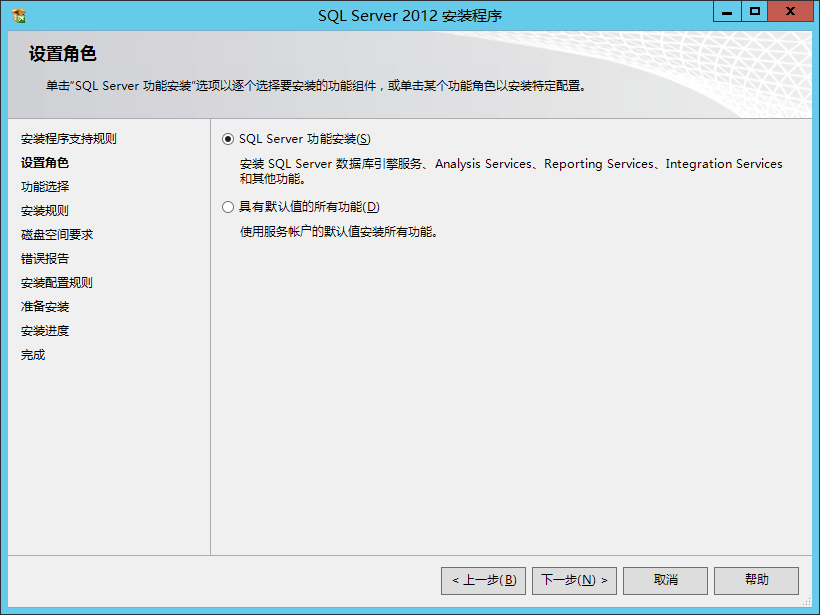 SQL Server 2012 安装程序
设置角色
单击"SQL Server 功能安装"选项以逐个选择要安装的功能组件，或单击某个功能角色以安装特定配置。
安装程序支持规则
设置角色
功能选择
安装规则
磁盘空间要求
错误报告
安装配置规则
准备安装
安装进度
完成
SQL Server 功能安装(S)
安装 SQL Server 数据库引擎服务、Analysis Services、Reporting Services、Integration Services
和其他功能。
具有默认值的所有功能(D)
使用服务帐户的默认值安装所有功能。
< 上一步(B)
下一步(N) >
取消
帮助